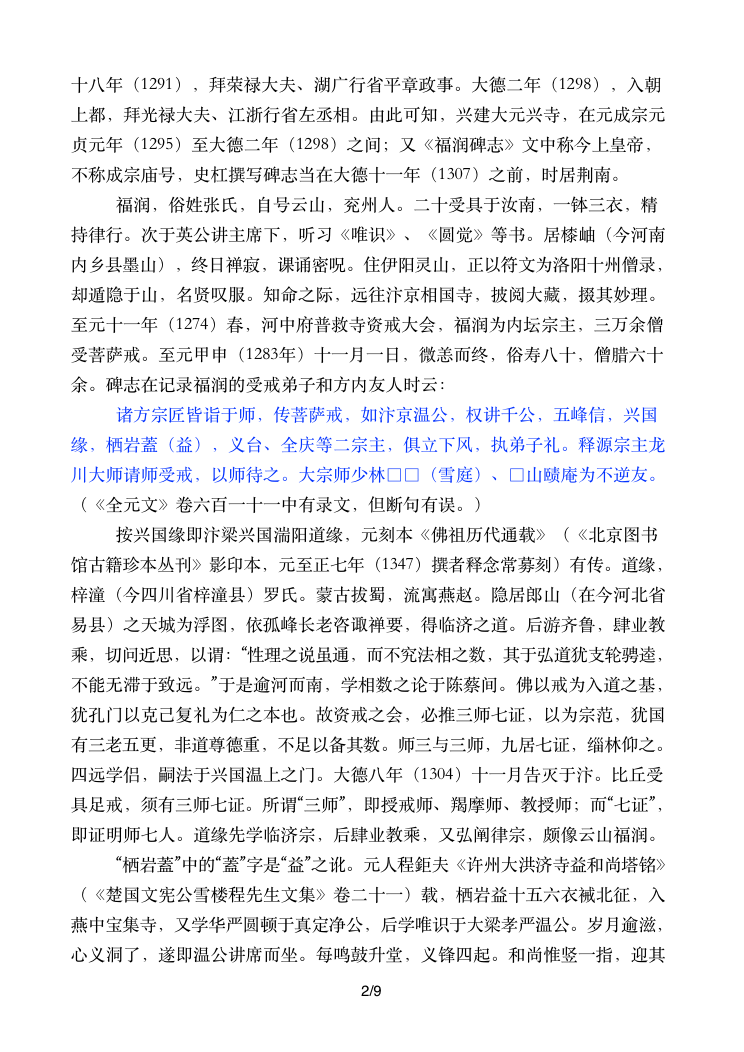 十八年（1291），拜荣禄大夫、湖广行省平章政事。大德二年（1298），入朝
上都，拜光禄大夫、江浙行省左丞相。由此可知，兴建大元兴寺，在元成宗元
贞元年（1295）至大德二年（1298）之间；又《福润碑志》文中称今上皇帝，
不称成宗庙号，史杠撰写碑志当在大德十一年（1307）之前，时居荆南。
福润，俗姓张氏，自号云山，兖州人。二十受具于汝南，一钵三衣，精
持律行。次于英公讲主席下，听习《唯识》、《圆觉》等书。居榛岫（今河南
内乡县墨山），终日禅寂，课诵密呪。住伊阳灵山，正以符文为洛阳十州僧录，
却遁隐于山，名贤叹服。知命之际，远往汴京相国寺，披阅大藏，掇其妙理。
至元十一年（1274）春，河中府普救寺资戒大会，福润为内坛宗主，三万余僧
受菩萨戒。至元甲申（1283年）十一月一日，微恙而终，俗寿八十，僧腊六十
余。碑志在记录福润的受戒弟子和方内友人时云：
诸方宗匠皆诣于师，传菩萨戒，如汴京温公，权讲千公，五峰信，兴国
缘，栖岩蓋（益），义台、全庆等二宗主，俱立下风，执弟子礼。释源宗主龙
川大师请师受戒，以师待之。大宗师少林□□（雪庭）、□山赜庵为不逆友。
（《全元文》卷六百一十一中有录文，但断句有误。）
按兴国缘即汴梁兴国湍阳道缘，元刻本《佛祖历代通载》（《北京图书
馆古籍珍本丛刊》影印本，元至正七年（1347）撰者释念常募刻）有传。道缘，
梓潼（今四川省梓潼县）罗氏。蒙古拔蜀，流寓燕赵。隐居郎山（在今河北省
易县）之天城为浮图，依孤峰长老咨诹禅要，得临济之道。后游齐鲁，肆业教
乘，切问近思，以谓：“性理之说虽通，而不究法相之数，其于弘道犹支轮骋逵，
不能无滞于致远。”于是逾河而南，学相数之论于陈蔡间。佛以戒为入道之基，
犹孔门以克己复礼为仁之本也。故资戒之会，必推三师七证，以为宗范，犹国
有三老五更，非道尊德重，不足以备其数。师三与三师，九居七证，缁林仰之。
四远学侣，嗣法于兴国温上之门。大德八年（1304）十一月告灭于汴。比丘受
具足戒，须有三师七证。所谓“三师”，即授戒师、羯摩师、教授师；而“七证”，
即证明师七人。道缘先学临济宗，后肆业教乘，又弘阐律宗，颇像云山福润。
“栖岩蓋”中的“蓋”字是“益”之讹。元人程鉅夫《许州大洪济寺益和尚塔铭》
（《楚国文宪公雪楼程先生文集》卷二十一）载，栖岩益十五六衣裓北征，入
燕中宝集寺，又学华严圆顿于真定净公，后学唯识于大梁孝严温公。岁月逾滋，
心义洞了，遂即温公讲席而坐。每鸣鼓升堂，义锋四起。和尚惟竖一指，迎其
2/9